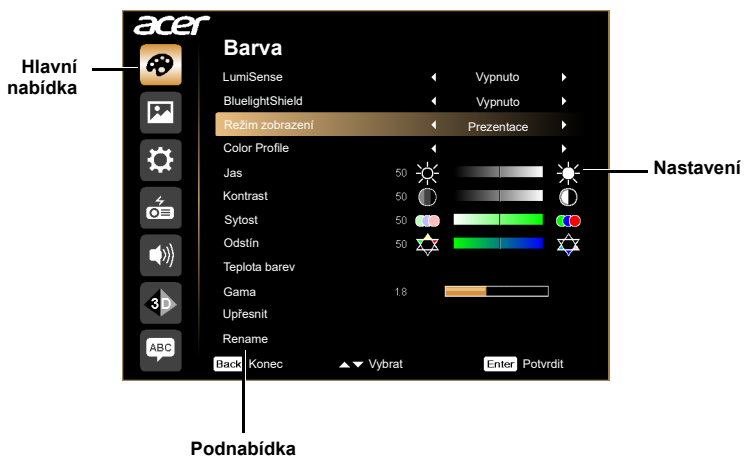 acer
Barva
Hlavní
nabídka
LumiSense Vypnuto
BluelightShield Vypnuto
Režim zobrazení Prezentace
Color Profile
Jas 50
Nastavení
Kontrast 50
Sytost 50
Odstín 50
Teplota barev
Gama 1.8
3D
Upřesnit
Rename
ABC
Back Konec Vybrat Enter Potvrdit
Podnabídka